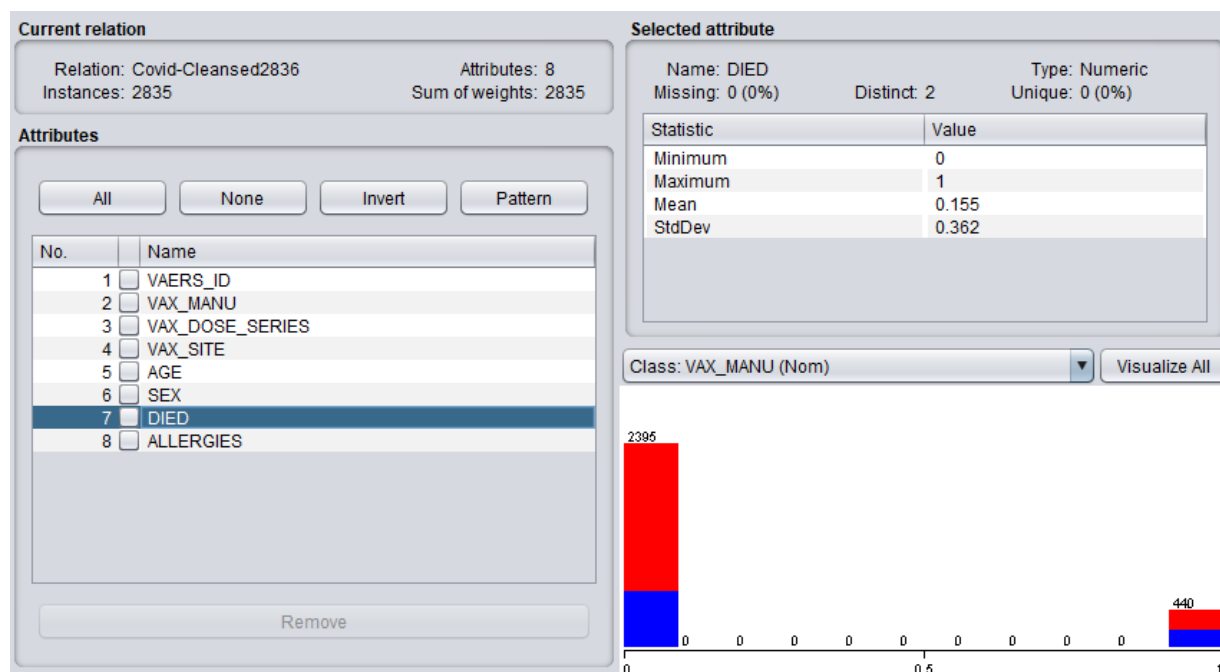 Current relation
Relation: Covid-Cleansed2836 Attributes: 8
Instances: 2835 Sum of weights: 2835
Attributes
All None Invert Pattern
No. Name
1 VAERS_ID
2 VAX_MANU
3 VAX_DOSE_SERIES
4 VAX_SITE
5 AGE
6 SEX
7 DIED
8 ALLERGIES
Remove
Selected attribute
Name: DIED Type: Numeric
Missing: 0 (0%) Distinct: 2 Unique: 0 (0%)
Statistic Value
Minimum 0
Maximum 1
Mean 0.155
StdDev 0.362
Class: VAX_MANU (Nom) Visualize All
2395
440
0 0 0 0 0 0 0 0 0
0 0.5 1